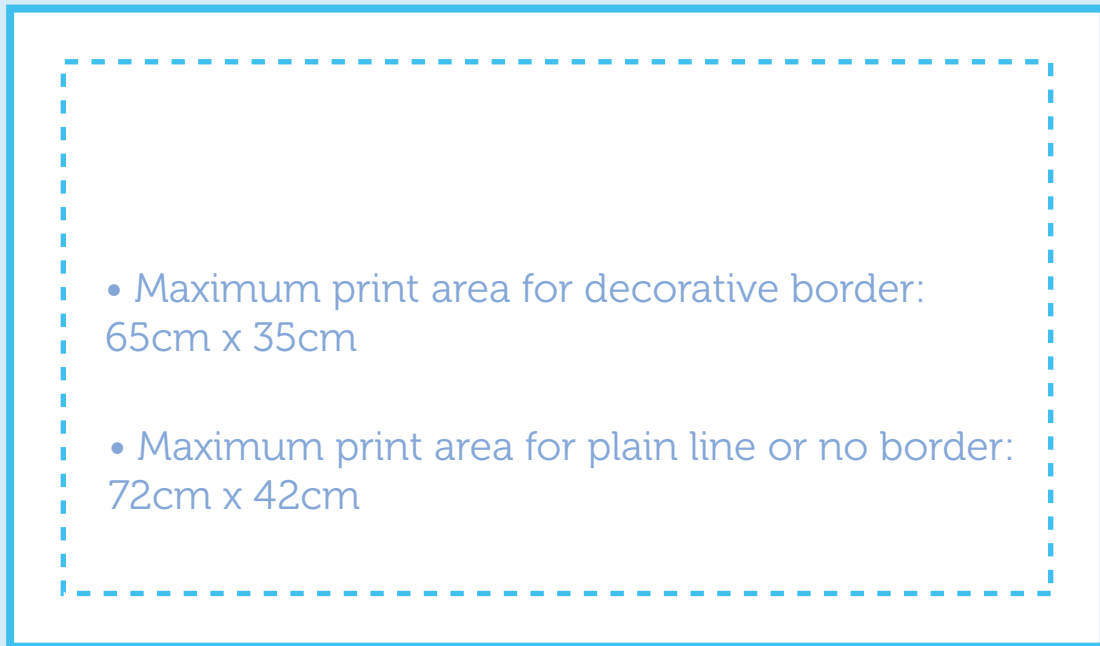 • Maximum print area for decorative border:
65cm x 35cm
• Maximum print area for plain line or no border:
72cm x 42cm